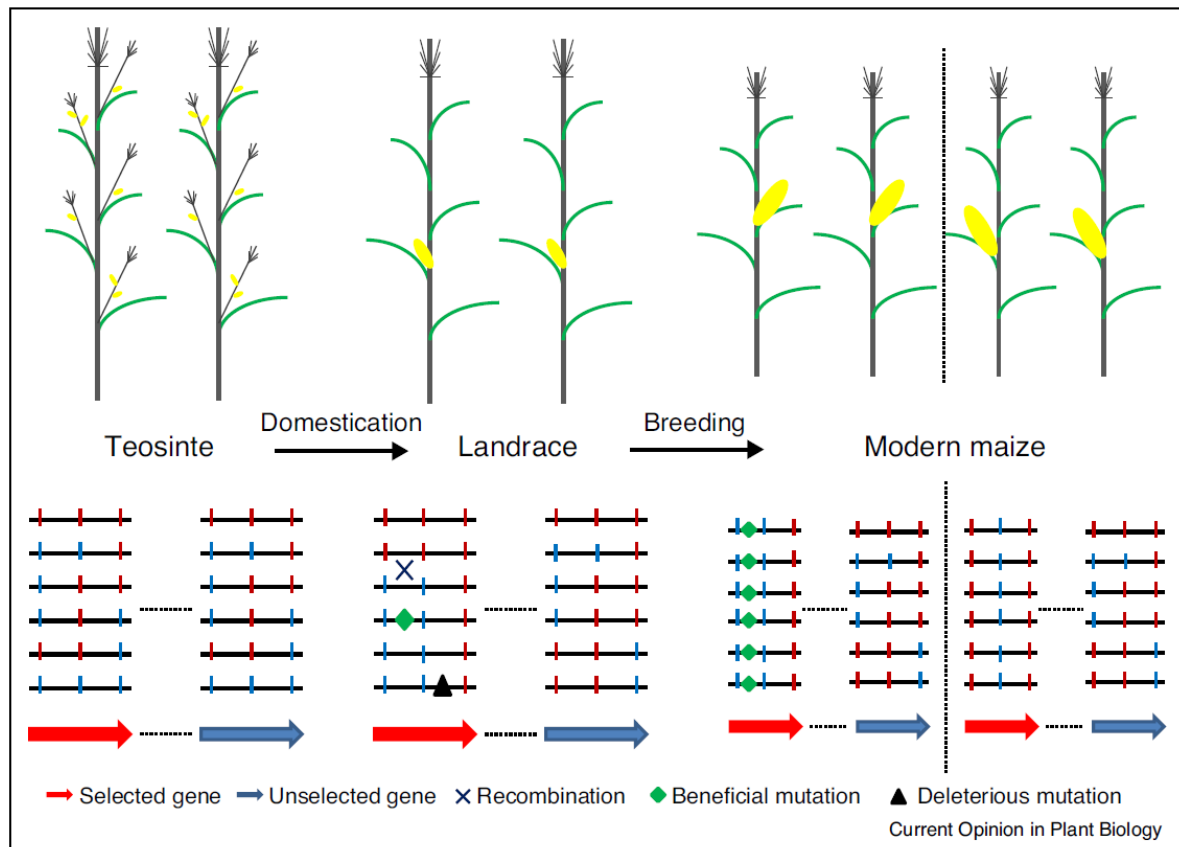 Domestication
Breeding
Teosinte
Landrace
Modern maize
Selected gene
Unselected gene
Recombination
Beneficial mutation
Deleterious mutation
Current Opinion in Plant Biology